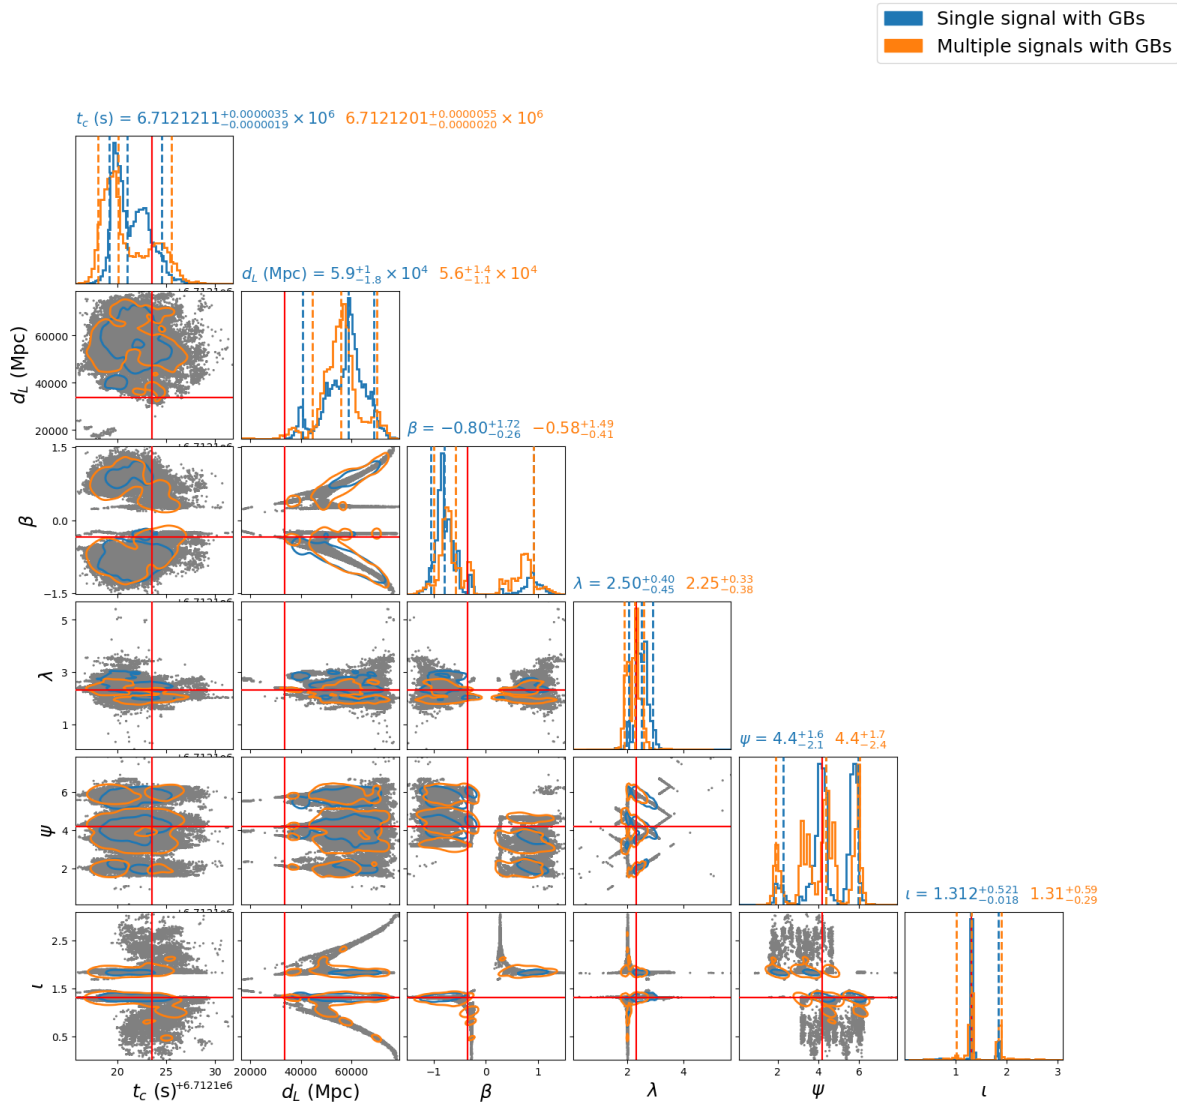 Single signal with GBs
Multiple signals with GBs
t_c (s) = 6.7121211^{+0.0000035}_{-0.0000019} × 10^6 6.7121201^{+0.0000055}_{-0.0000020} × 10^6
d_L (Mpc) = 5.9^{+1}_{-1.8} × 10^4 5.6^{+1.4}_{-1.1} × 10^4
d_L (Mpc)
60000
40000
20000
β = −0.80^{+1.72}_{-0.26} −0.58^{+1.49}_{-0.41}
β
1.5
0.0
−1.5
λ = 2.50^{+0.40}_{-0.45} 2.25^{+0.33}_{-0.38}
λ
5
3
1
ψ = 4.4^{+1.6}_{-2.1} 4.4^{+1.7}_{-2.4}
ψ
6
4
2
ι = 1.312^{+0.521}_{-0.018} 1.31^{+0.59}_{-0.29}
ι
2.5
1.5
0.5
20 25 30
+6.7121e6
t_c (s)
20000 40000 60000
d_L (Mpc)
−1 0 1
β
2 4
λ
2 4 6
ψ
1 2 3
ι